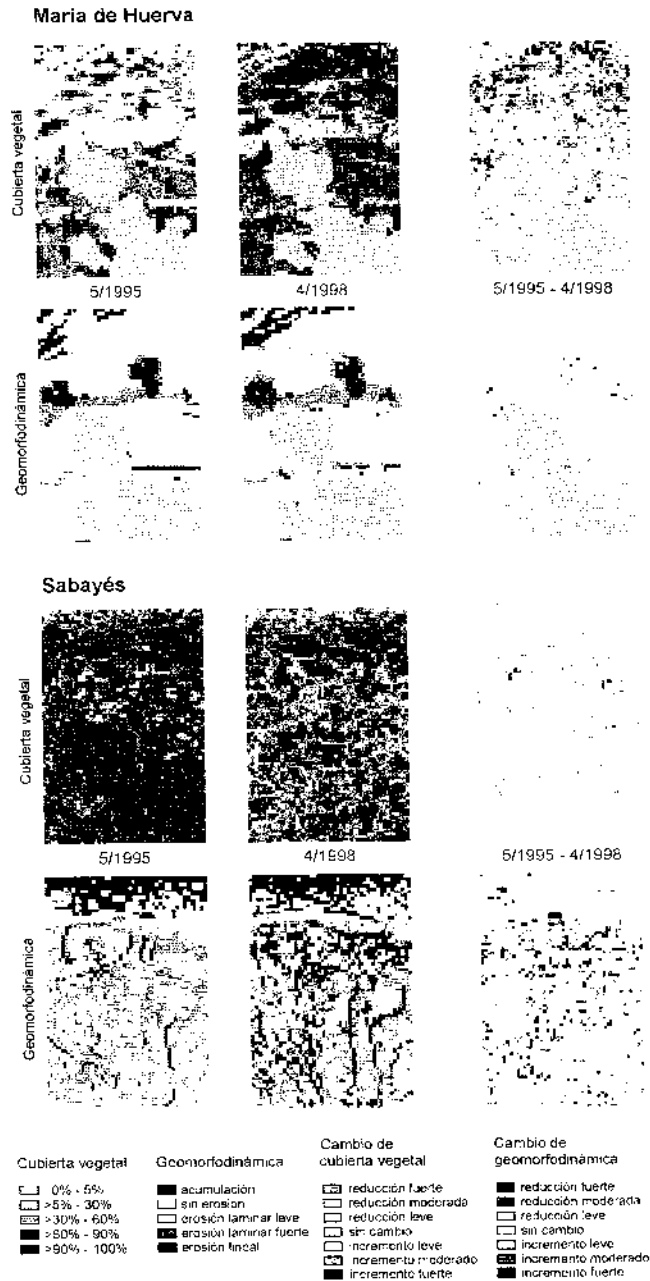 Maria de Huerva
Cubierta vegetal
5/1995
4/1998
5/1995 - 4/1998
Geomorfodinámica
Sabayés
Cubierta vegetal
5/1995
4/1998
5/1995 - 4/1998
Geomorfodinámica
Cubierta vegetal
0% - 5%
>5% - 30%
>30% - 60%
>60% - 90%
>90% - 100%
Geomorfodinámica
acumulación
sin erosion
erosión laminar leve
erosión laminar fuerte
erosión lineal
Cambio de
cubierta vegetal
reducción fuerte
reducción moderada
reducción leve
sin cambio
incremento leve
incremento moderado
incremento fuerte
Cambio de
geomorfodinámica
reducción fuerte
reducción moderada
reducción leve
sin cambio
incremento leve
incremento moderado
incremento fuerte